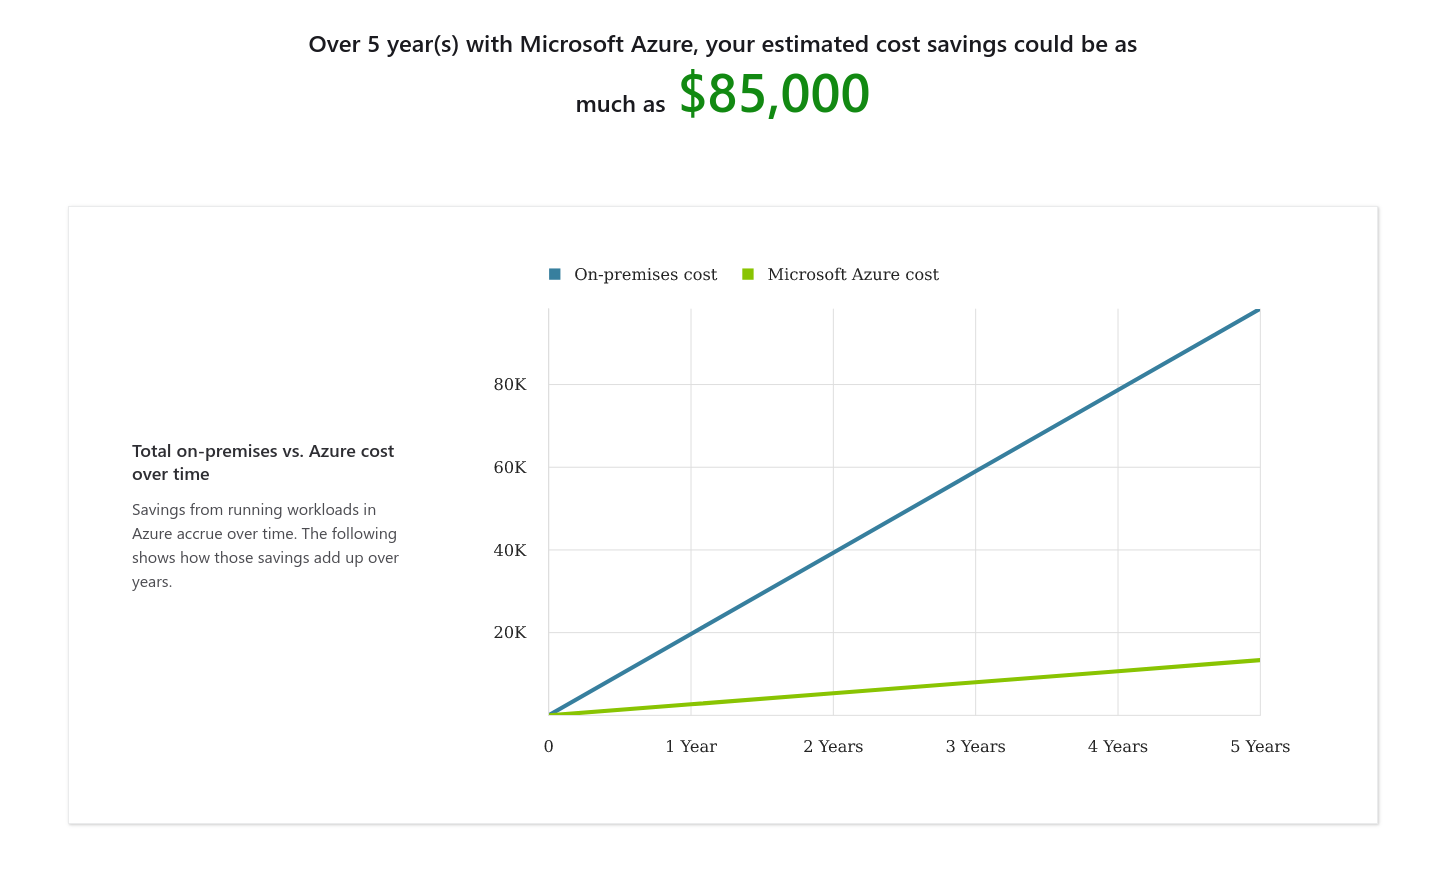 Over 5 year(s) with Microsoft Azure, your estimated cost savings could be as
much as $85,000
On-premises cost
Microsoft Azure cost
80K
60K
40K
20K
Total on-premises vs. Azure cost
over time
Savings from running workloads in
Azure accrue over time. The following
shows how those savings add up over
years.
0
1 Year
2 Years
3 Years
4 Years
5 Years